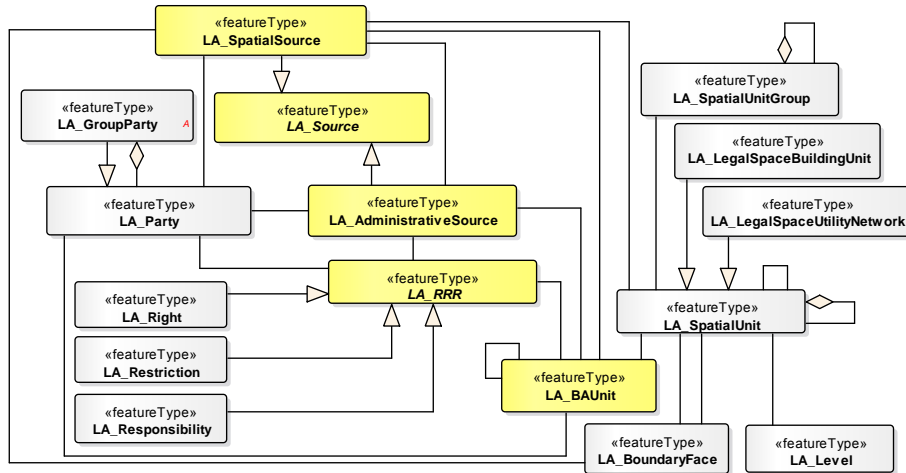 «featureType»
LA_SpatialSource
«featureType»
LA_SpatialUnitGroup
«featureType»
LA_GroupParty
A
«featureType»
LA_Source
«featureType»
LA_LegalSpaceBuildingUnit
«featureType»
LA_Party
«featureType»
LA_AdministrativeSource
«featureType»
LA_LegalSpaceUtilityNetwork
«featureType»
LA_RRR
«featureType»
LA_Right
«featureType»
LA_SpatialUnit
«featureType»
LA_Restriction
«featureType»
LA_BAUnit
«featureType»
LA_Responsibility
«featureType»
LA_BoundaryFace
«featureType»
LA_Level